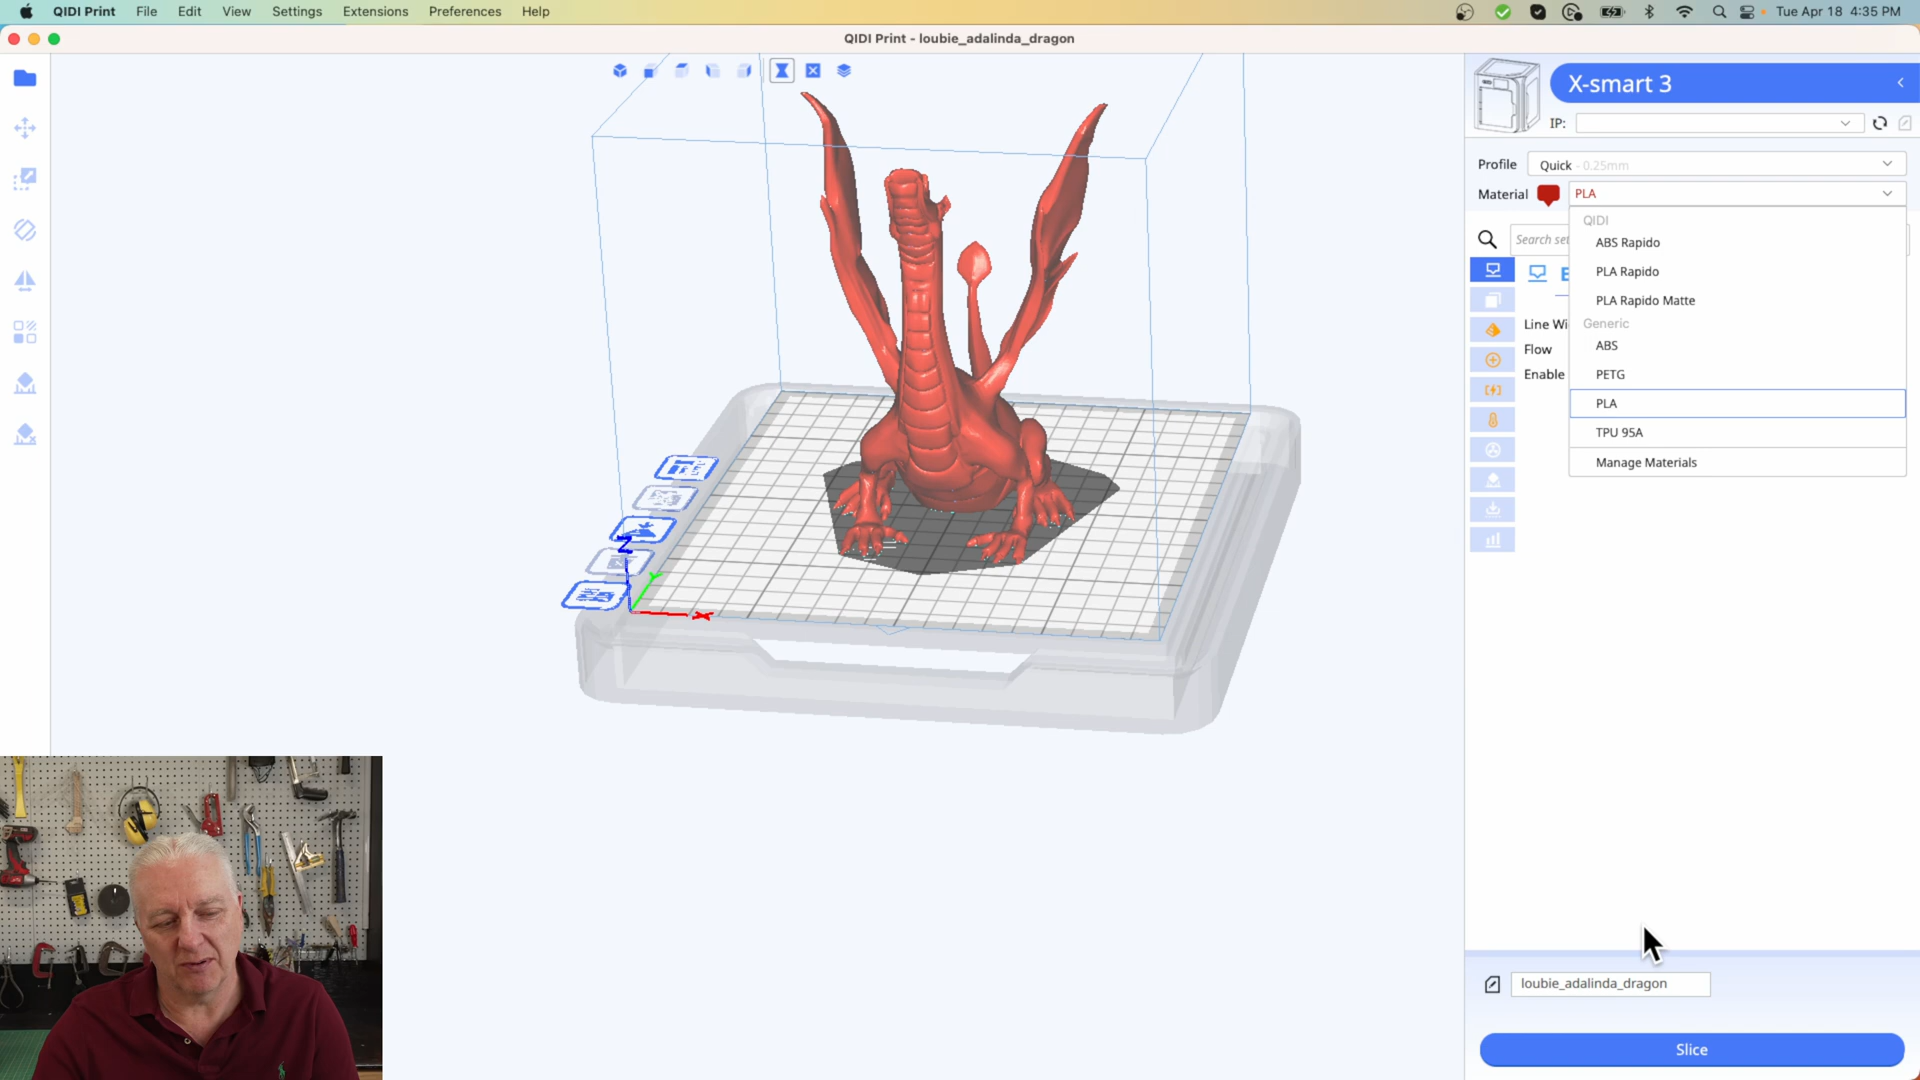 QIDI Print File Edit View Settings Extensions Preferences Help Tue Apr 18 4:35 PM
QIDI Print - loubie_adalinda_dragon
X-smart 3
IP:
Profile Quick - 0.25mm
Material PLA
QIDI
Search set
ABS Rapido
PLA Rapido
PLA Rapido Matte
Generic
Line Wi
ABS
Flow
PETG
Enable
PLA
TPU 95A
Manage Materials
Z
Y
X
loubie_adalinda_dragon
Slice